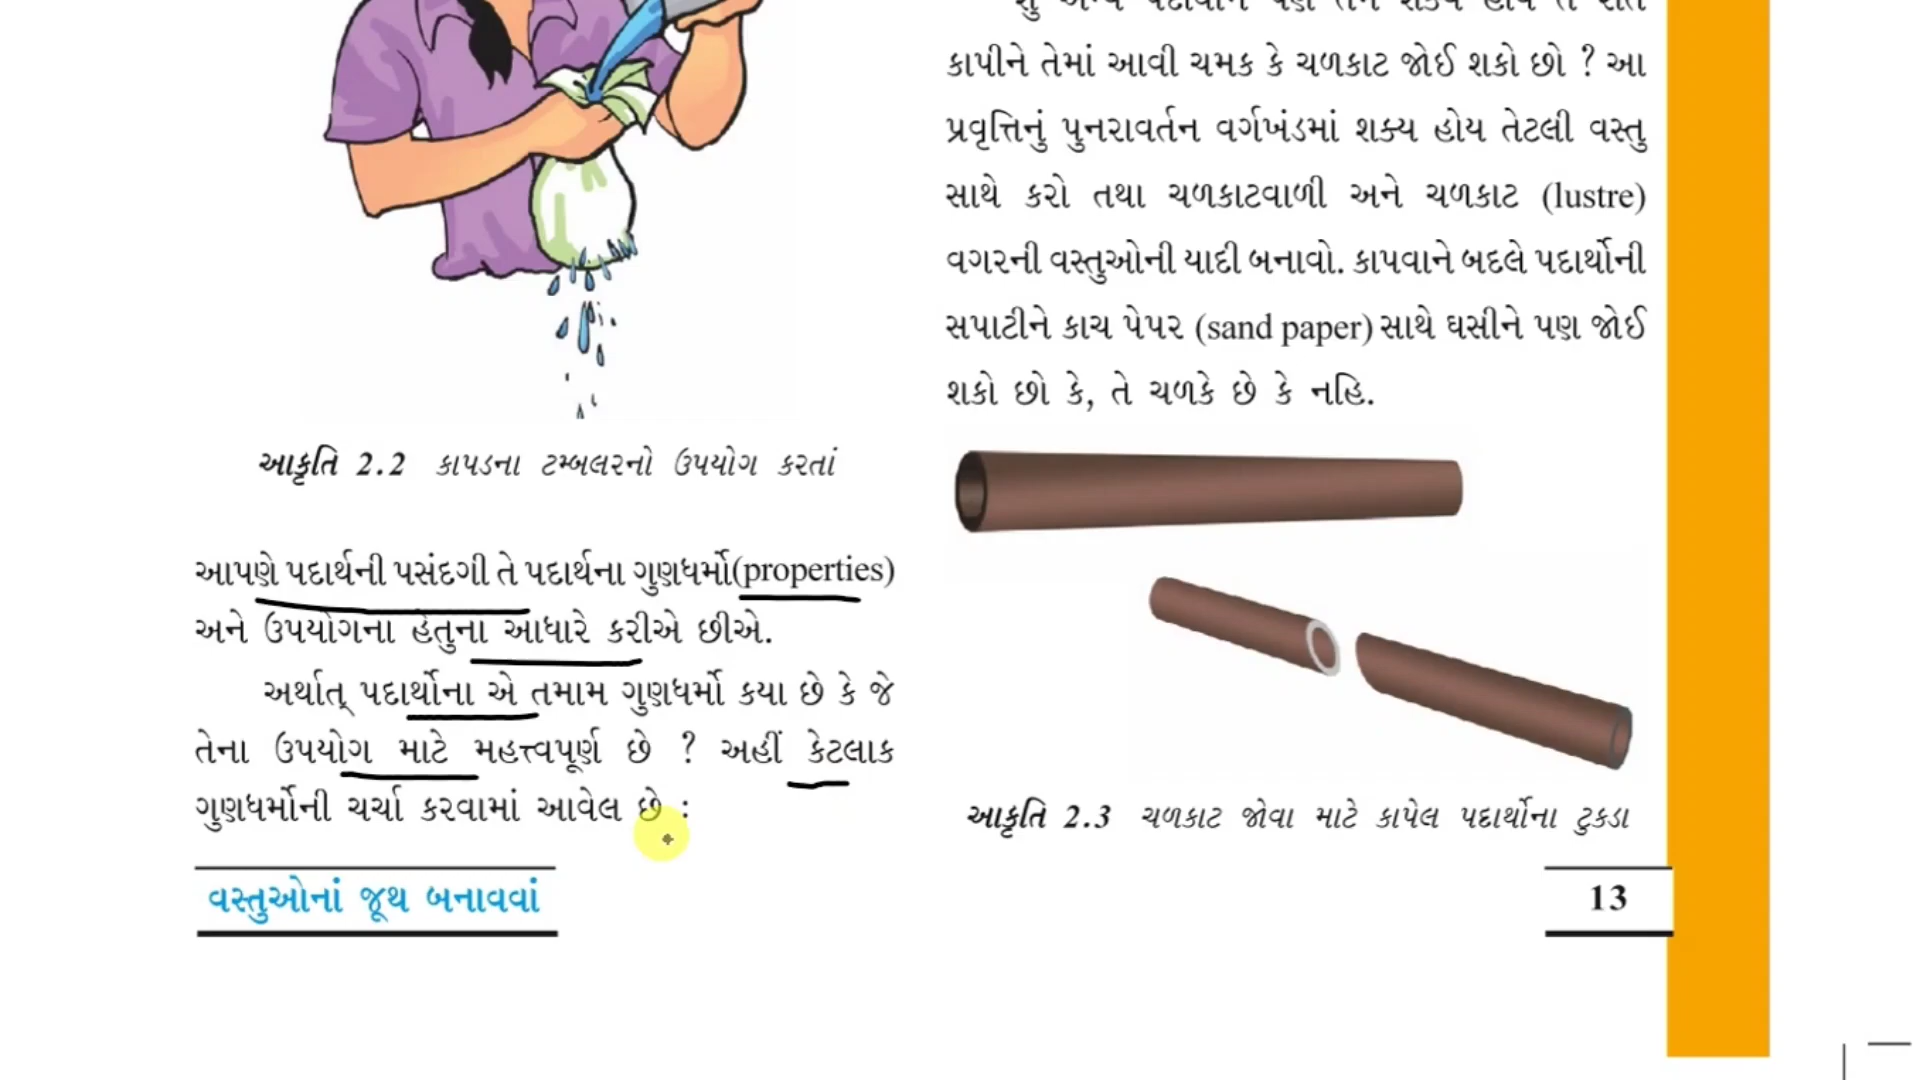 આકૃતિ 2.2 કાપડના ટમ્બલરનો ઉપયોગ કરતાં
આપણે પદાર્થની પસંદગી તે પદાર્થના ગુણધર્મો(properties)
અને ઉપયોગના હેતુના આધારે કરીએ છીએ.
અર્થાત્ પદાર્થોના એ તમામ ગુણધર્મો કયા છે કે જે
તેના ઉપયોગ માટે મહત્ત્વપૂર્ણ છે ? અહીં કેટલાક
ગુણધર્મોની ચર્ચા કરવામાં આવેલ છે :
વસ્તુઓનાં જૂથ બનાવવાં
કાપીને તેમાં આવી ચમક કે ચળકાટ જોઈ શકો છો ? આ
પ્રવૃત્તિનું પુનરાવર્તન વર્ગખંડમાં શક્ય હોય તેટલી વસ્તુ
સાથે કરો તથા ચળકાટવાળી અને ચળકાટ (lustre)
વગરની વસ્તુઓની યાદી બનાવો. કાપવાને બદલે પદાર્થોની
સપાટીને કાચ પેપર (sand paper) સાથે ઘસીને પણ જોઈ
શકો છો કે, તે ચળકે છે કે નહિ.
આકૃતિ 2.3 ચળકાટ જોવા માટે કાપેલ પદાર્થોના ટુકડા
13